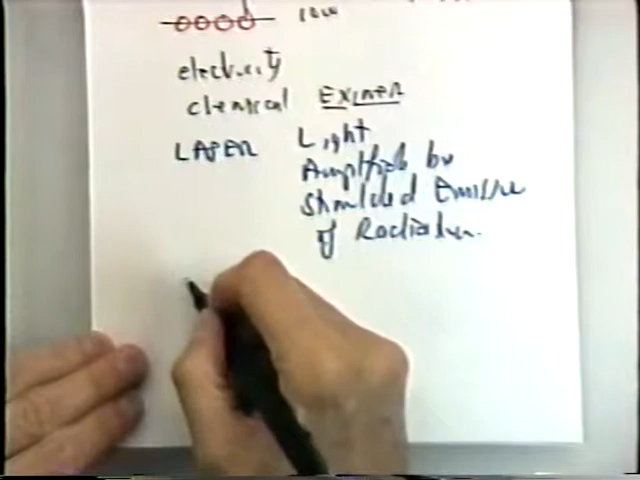 electricity
chemical EXIMER
LASER Light
Amplified by
Stimulated Emission
of Radiation.